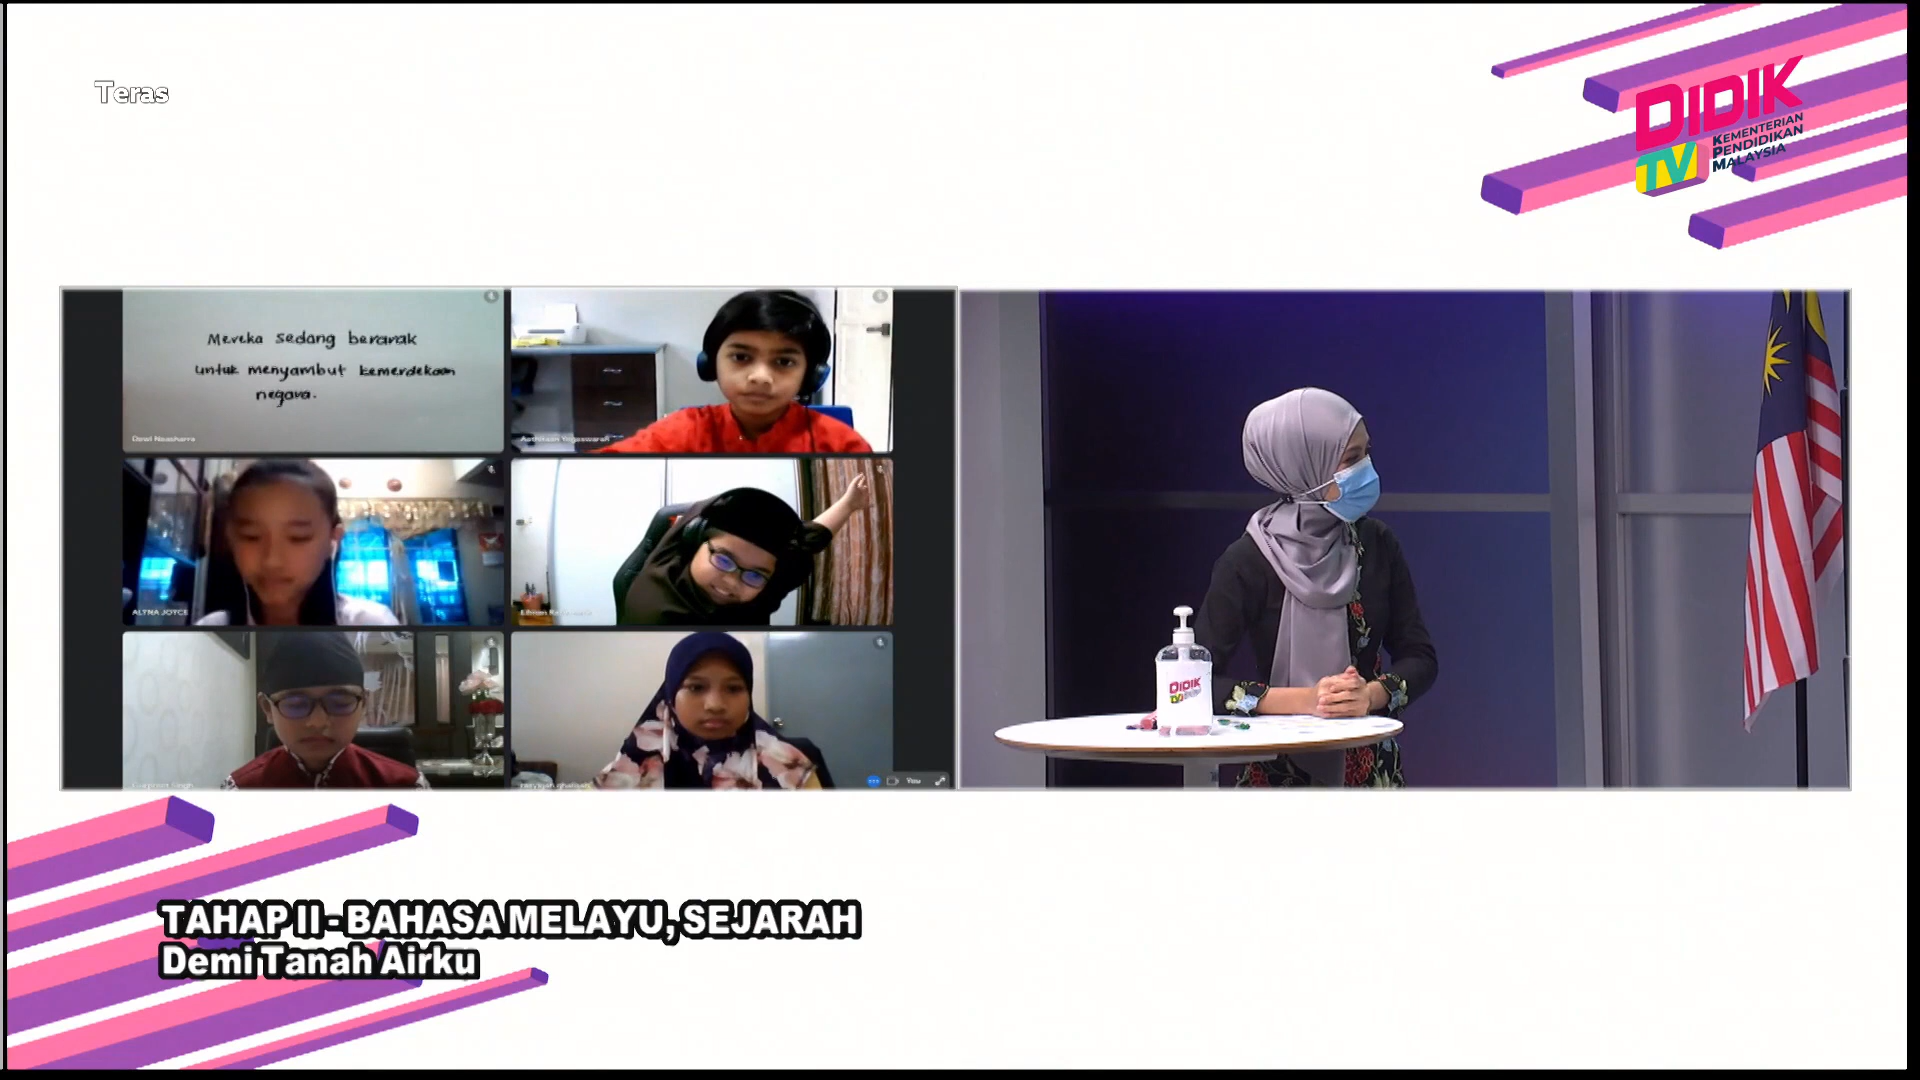 Teras
DIDIK
TV
KEMENTERIAN
PENDIDIKAN
MALAYSIA
Mereka sedang berarak
untuk menyambut kemerdekaan
negara.
ALYNA JOYCE
You
DIDIK
TV
TAHAP II - BAHASA MELAYU, SEJARAH
Demi Tanah Airku